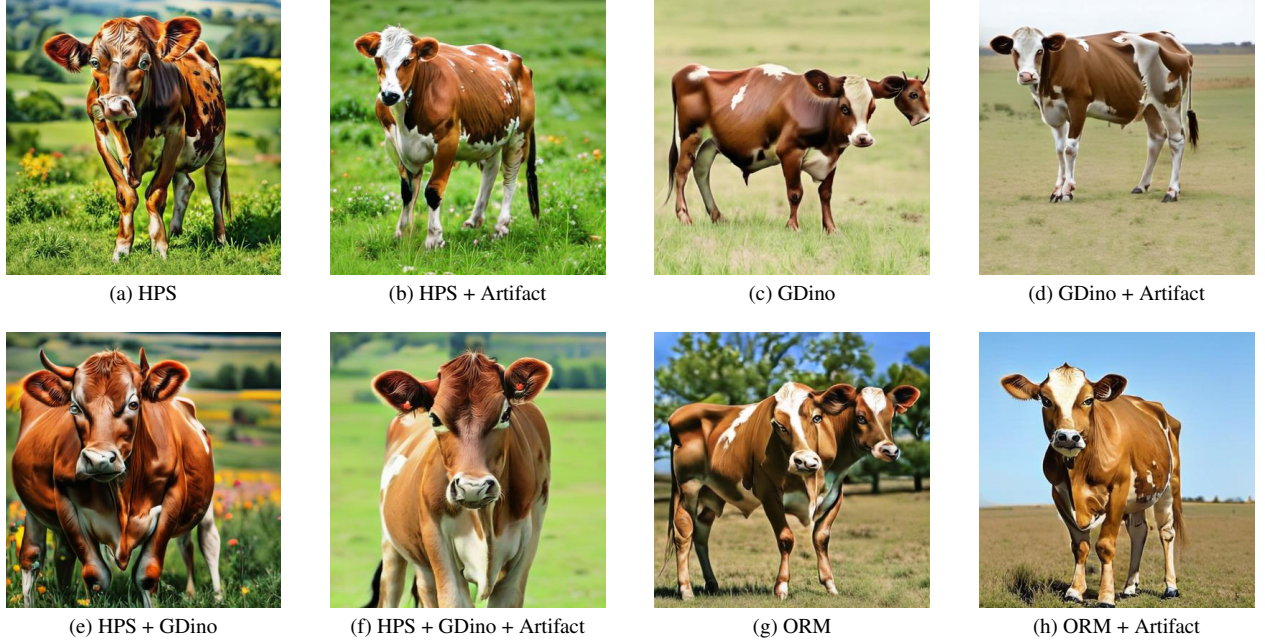 (a) HPS
(b) HPS + Artifact
(c) GDino
(d) GDino + Artifact
(e) HPS + GDino
(f) HPS + GDino + Artifact
(g) ORM
(h) ORM + Artifact